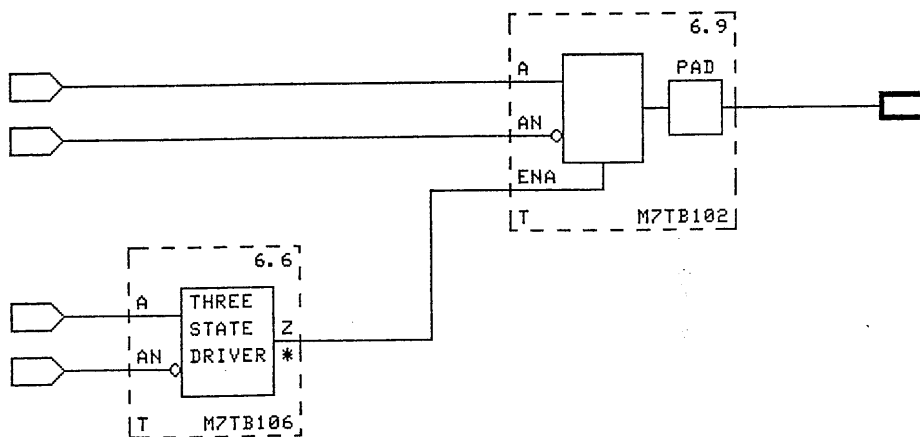 6.9
A
PAD
AN
ENA
T M7TB102
6.6
A THREE
STATE Z
AN DRIVER *
T M7TB106